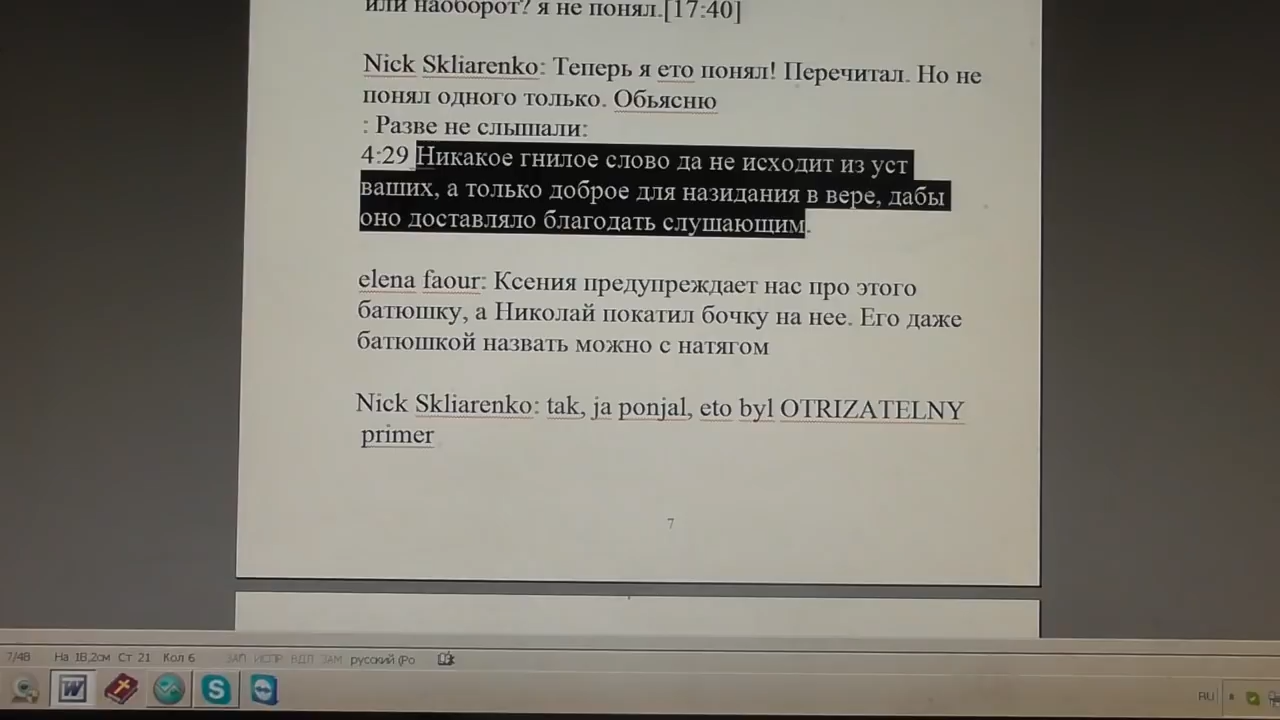 или наоборот? я не понял.[17:40]
Nick Skliarenko: Теперь я ето понял! Перечитал. Но не
понял одного только. Обьясню
: Разве не слышали:
4:29 Никакое гнилое слово да не исходит из уст
ваших, а только доброе для назидания в вере, дабы
оно доставляло благодать слушающим.
elena faour: Ксения предупреждает нас про этого
батюшку, а Николай покатил бочку на нее. Его даже
батюшкой назвать можно с натягом
Nick Skliarenko: tak, ja ponjal, eto byl OTRIZATELNY
primer
7
7/48 На 18,2см Ст 21 Кол 6 ЗАП ИСПР ВДЛ ЗАМ русский (Ро
RU